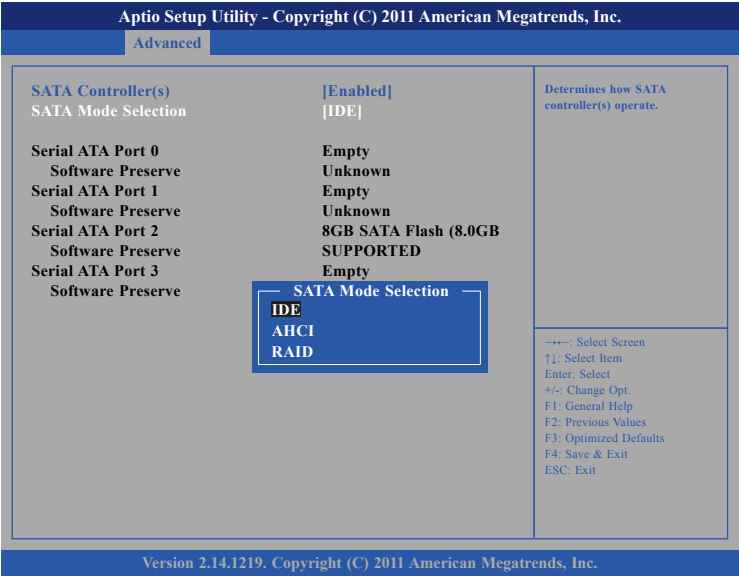 Aptio Setup Utility - Copyright (C) 2011 American Megatrends, Inc.
Advanced
SATA Controller(s) [Enabled]
SATA Mode Selection [IDE]
Serial ATA Port 0 Empty
Software Preserve Unknown
Serial ATA Port 1 Empty
Software Preserve Unknown
Serial ATA Port 2 8GB SATA Flash (8.0GB
Software Preserve SUPPORTED
Serial ATA Port 3 Empty
Software Preserve
SATA Mode Selection
IDE
AHCI
RAID
Determines how SATA
controller(s) operate.
→←: Select Screen
↑↓: Select Item
Enter: Select
+/-: Change Opt.
F1: General Help
F2: Previous Values
F3: Optimized Defaults
F4: Save & Exit
ESC: Exit
Version 2.14.1219. Copyright (C) 2011 American Megatrends, Inc.